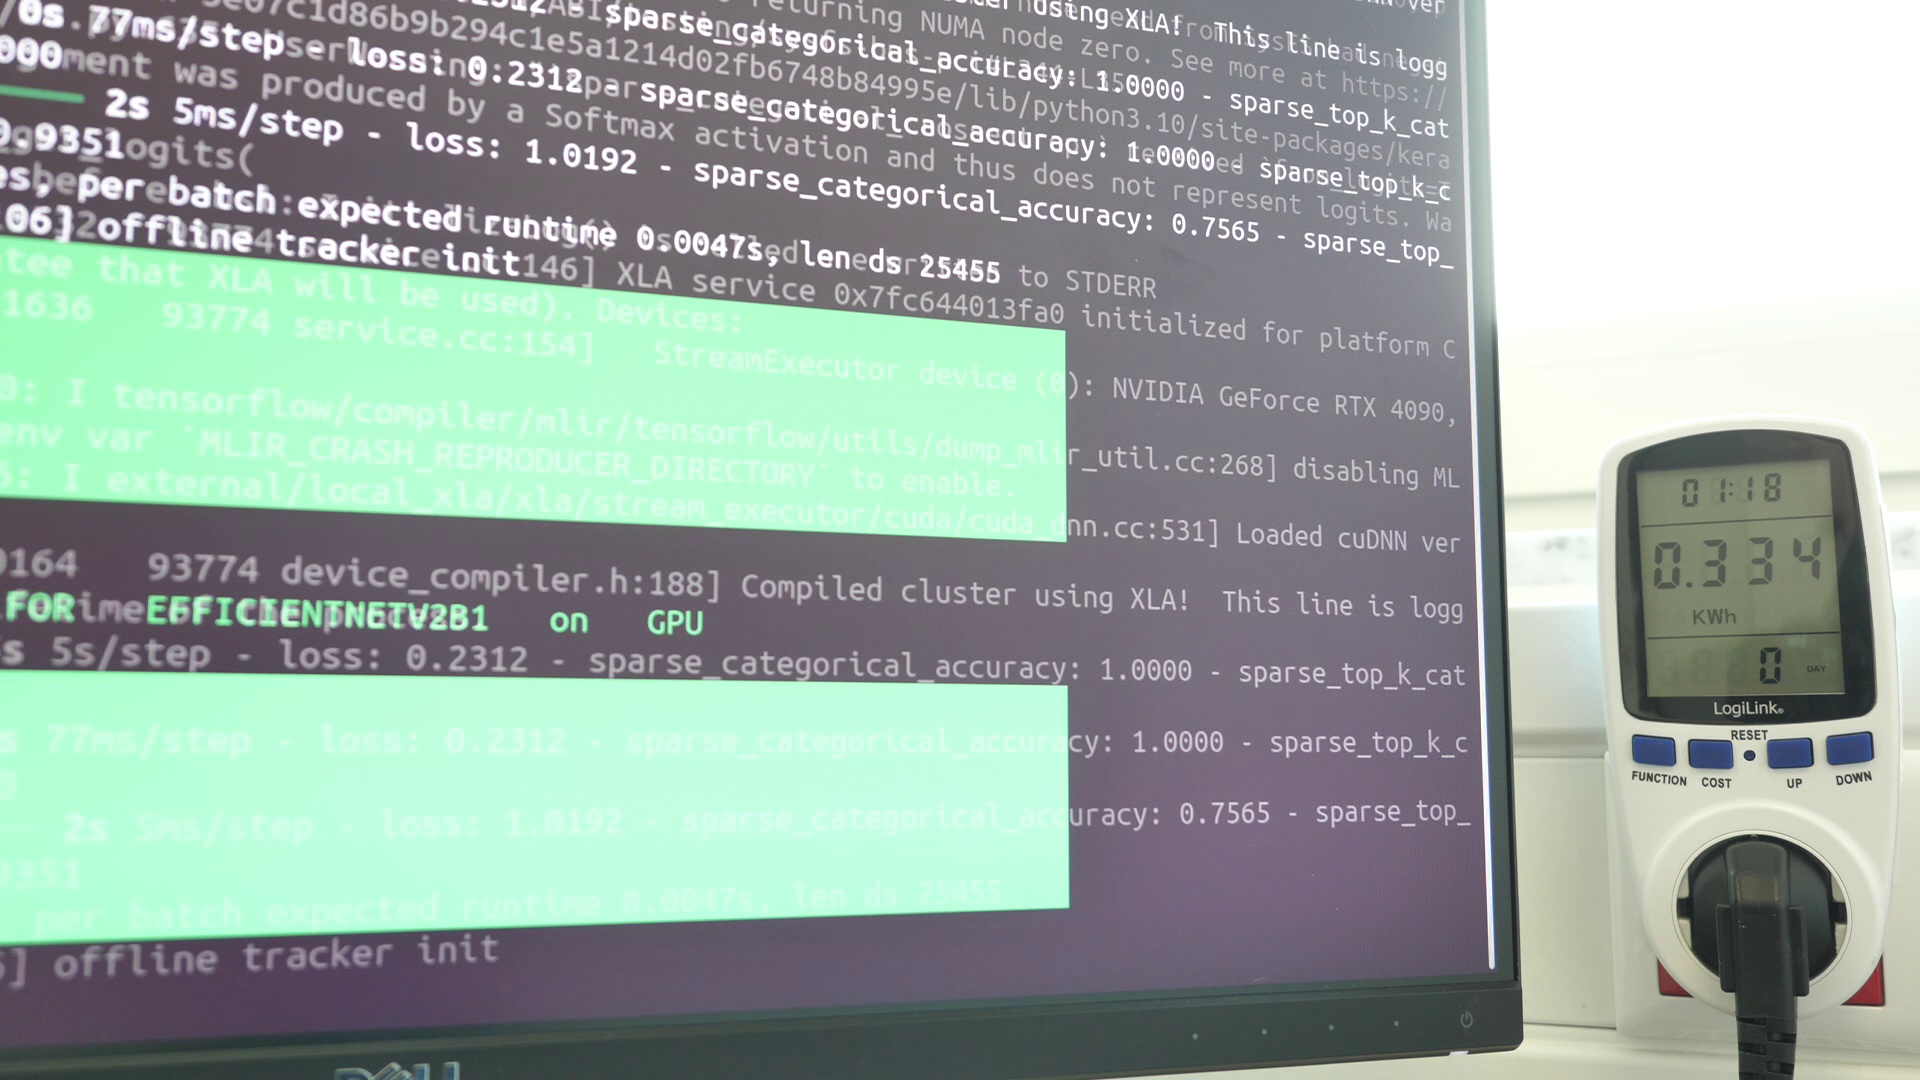 returning NUMA node zero. See more at https://
using XLA! This line is logg
5e07c1d86b9b294c1e5a1214d02fb6748b84995e/lib/python3.10/site-packages/kera
sparse_categorical_accuracy: 1.0000 - sparse_top_k_cat
0s 77ms/step loss: 0.2312 sparse_categorical_accuracy: 1.0000 sparse_top_k_c
was produced by a Softmax activation and thus does not represent logits. Wa
2s 5ms/step - loss: 1.0192 - sparse_categorical_accuracy: 0.7565 - sparse_top_
0.9351
per batch expected runtime 0.0047s, len ds 25455 to STDERR
offline tracker init 146] XLA service 0x7fc644013fa0 initialized for platform C
tee that XLA will be used). Devices:
1636 93774 service.cc:154] StreamExecutor device (0): NVIDIA GeForce RTX 4090,
0: I tensorflow/compiler/mlir/tensorflow/utils/dump_mlir_util.cc:268] disabling ML
env var `MLIR_CRASH_REPRODUCER_DIRECTORY` to enable.
5: I external/local_xla/xla/stream_executor/cuda/cuda_dnn.cc:531] Loaded cuDNN ver
0164 93774 device_compiler.h:188] Compiled cluster using XLA! This line is logg
FOR EFFICIENTNETV2B1 on GPU
s 5s/step - loss: 0.2312 - sparse_categorical_accuracy: 1.0000 - sparse_top_k_cat
s 77ms/step - loss: 0.2312 - sparse_categorical_accuracy: 1.0000 - sparse_top_k_c
0
2s 5ms/step - loss: 1.0192 - sparse_categorical_accuracy: 0.7565 - sparse_top_
9351
per batch expected runtime 0.0047s, len ds 25455
] offline tracker init
DELL
01:18
0.334
KWh
0 DAY
LogiLink®
RESET
FUNCTION COST UP DOWN